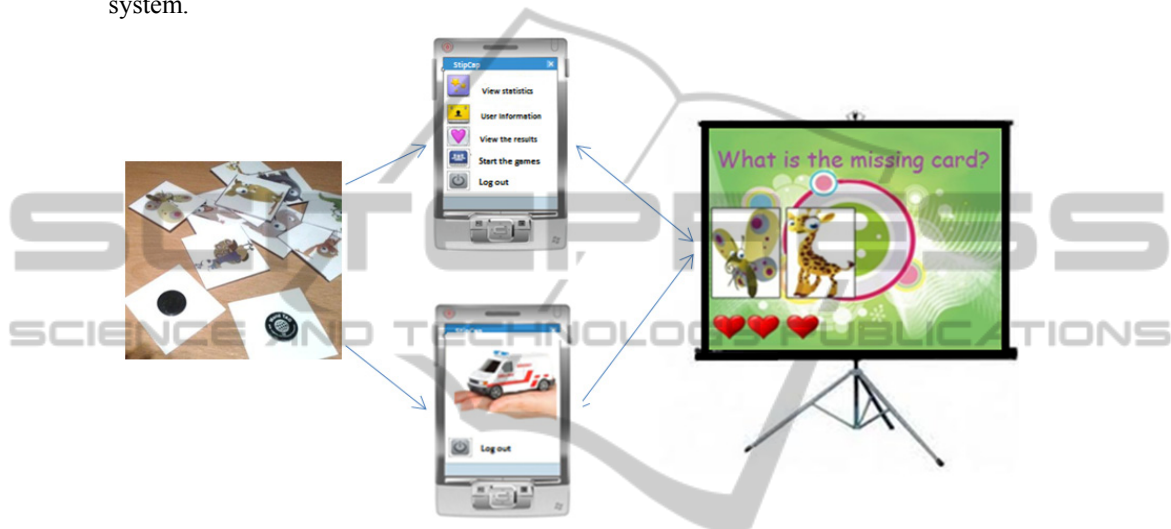 system.
StipCap
View statistics
User Information
View the results
Start the games
Log out
What is the missing card?
StipCap
Log out
SCITEPRESS
SCIENCE AND TECHNOLOGY PUBLICATIONS